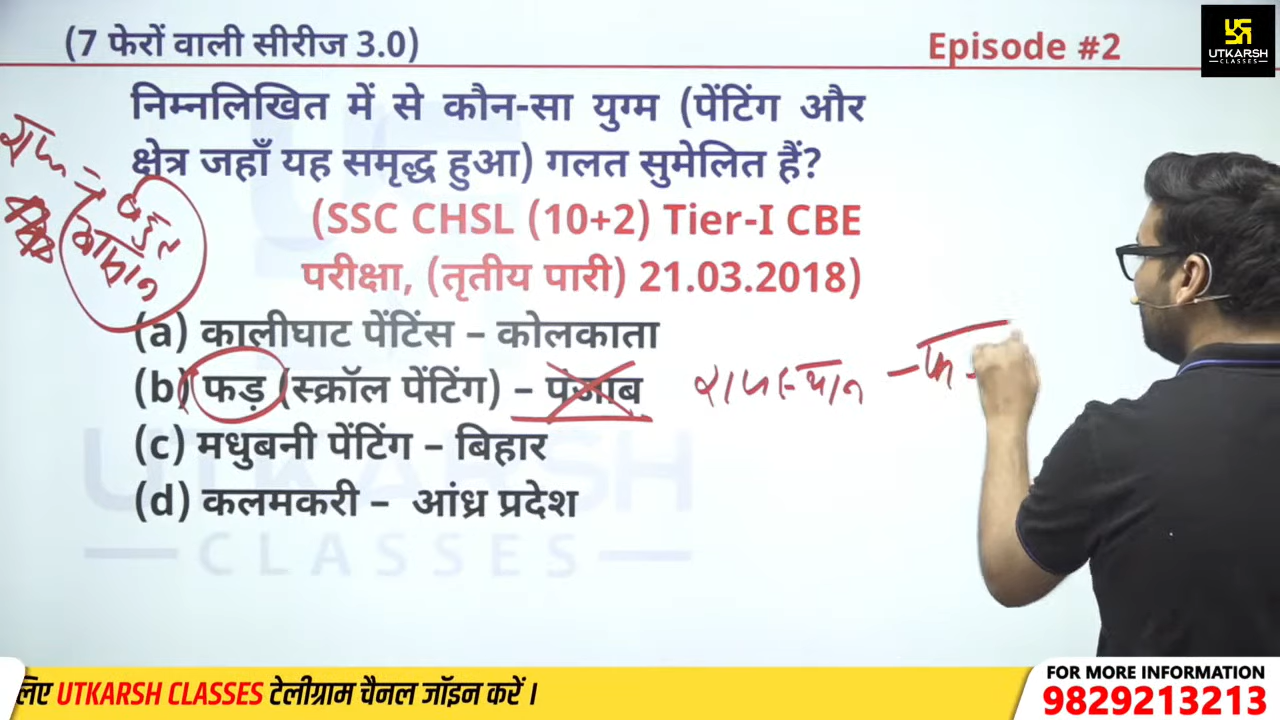 (7 फेरों वाली सीरीज 3.0)
Episode #2
UTKARSH
CLASSES
निम्नलिखित में से कौन-सा युग्म (पेंटिंग और
क्षेत्र जहाँ यह समृद्ध हुआ) गलत सुमेलित हैं?
(SSC CHSL (10+2) Tier-I CBE
परीक्षा, (तृतीय पारी) 21.03.2018)
(a) कालीघाट पेंटिंस – कोलकाता
(b) फड़ (स्क्रॉल पेंटिंग) – पंजाब
राजस्थान –
(c) मधुबनी पेंटिंग – बिहार
(d) कलमकरी – आंध्र प्रदेश
UTKARSH
CLASSES
लिए UTKARSH CLASSES टेलीग्राम चैनल जॉइन करें ।
FOR MORE INFORMATION
9829213213